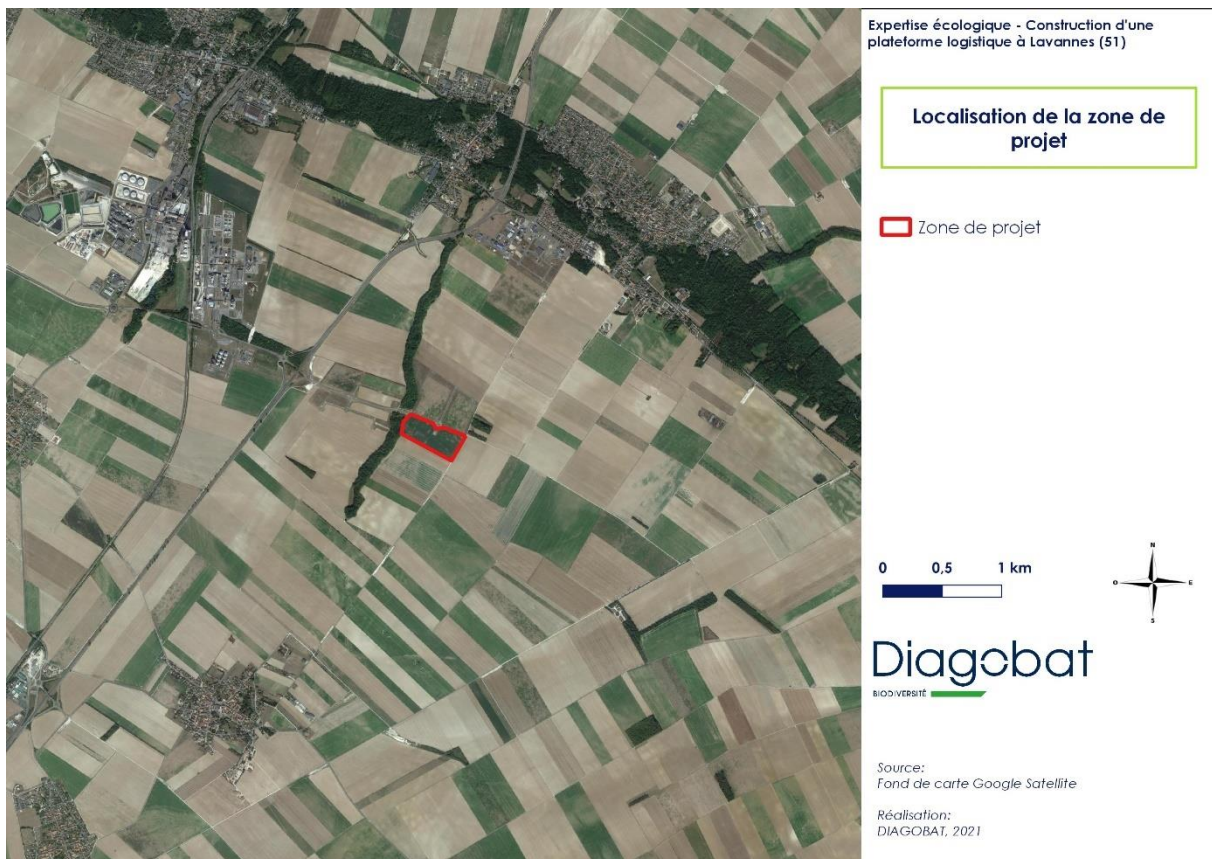 Expertise écologique - Construction d'une
plateforme logistique à Lavannes (51)
Localisation de la zone de
projet
Zone de projet
0 0,5 1 km
N
O E
S
Diagobat
BIODIVERSITÉ
Source:
Fond de carte Google Satellite
Réalisation:
DIAGOBAT, 2021